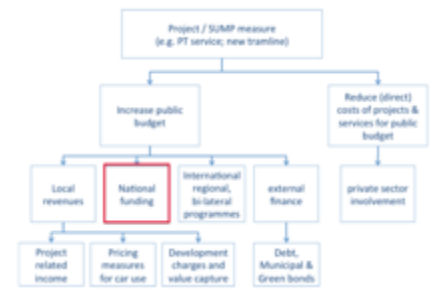 Project / SUMP measure
(e.g. PT service; new tramline)
Increase public
budget
Reduce (direct)
costs of projects &
services for public
budget
Local
revenues
National
funding
International
regional,
bi-lateral
programmes
external
finance
private sector
involvement
Project
related
income
Pricing
measures
for car use
Development
charges and
value capture
Debt,
Municipal &
Green bonds